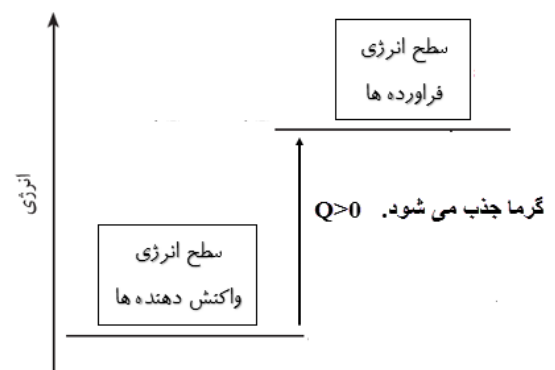 سطح انرژی
فراورده ها
گرما جذب می شود. Q>0
انرژی
سطح انرژی
واکنش دهنده ها